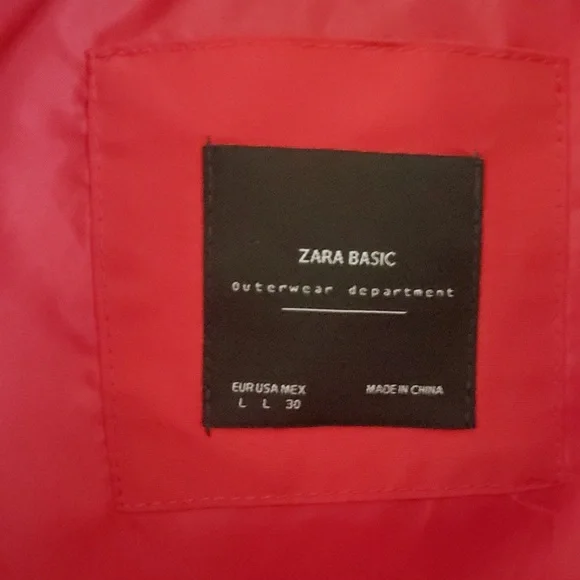 ZARA BASIC
Outerwear department
EUR USA MEX MADE IN CHINA
L L 30